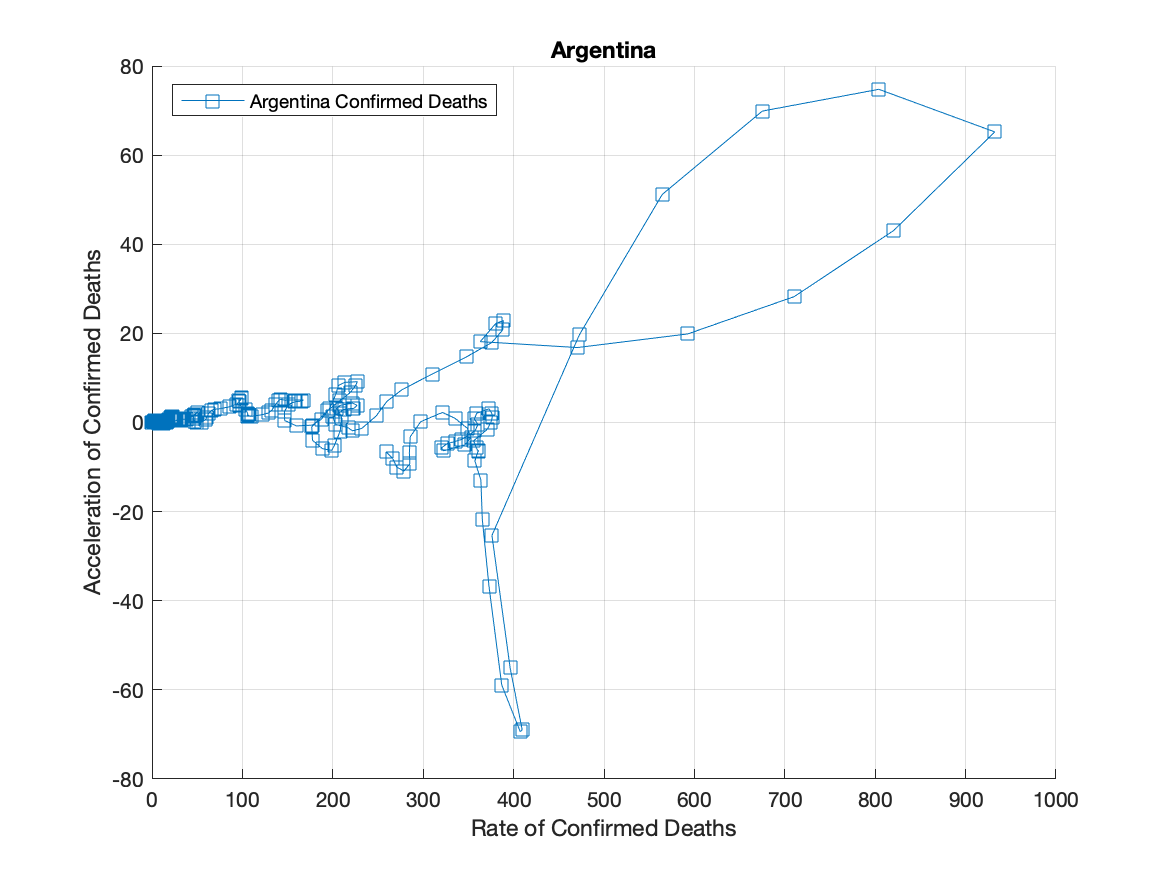 Argentina
Argentina Confirmed Deaths
Acceleration of Confirmed Deaths
80
60
40
20
0
-20
-40
-60
-80
0 100 200 300 400 500 600 700 800 900 1000
Rate of Confirmed Deaths